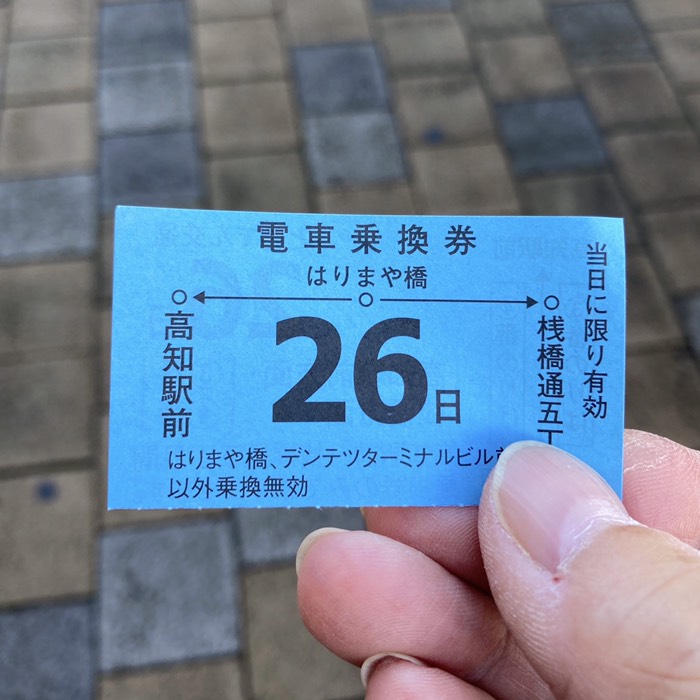 電車乗換券
はりまや橋
高知駅前
26日
桟橋通五丁
当日に限り有効
はりまや橋、デンテツターミナルビル
以外乗換無効